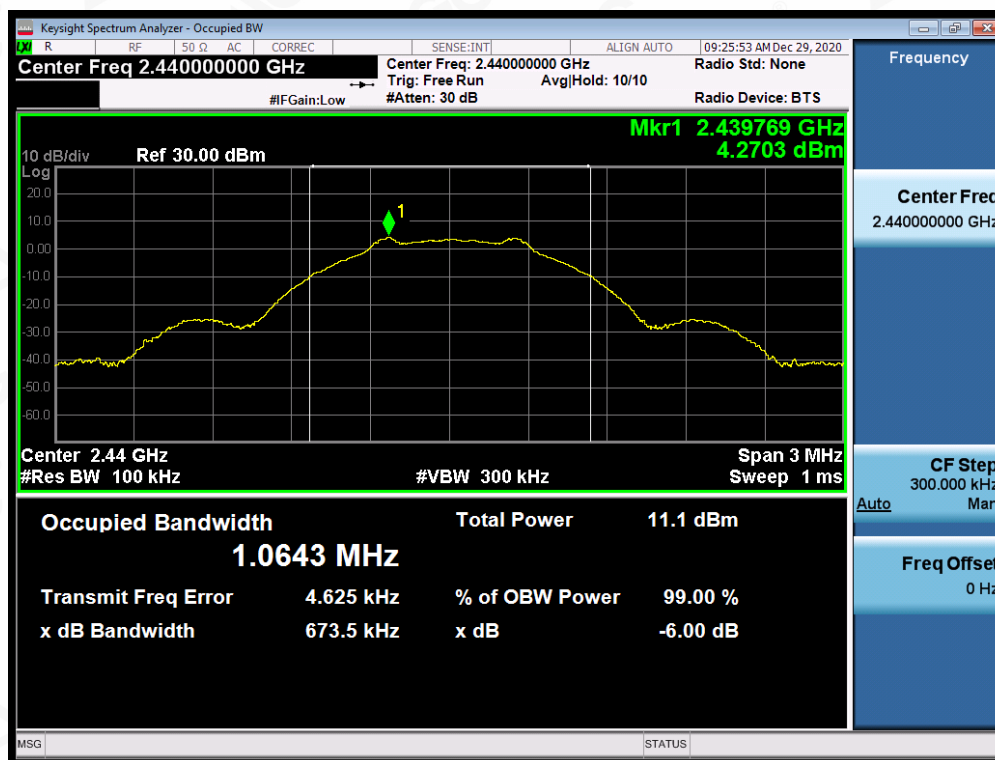 Keysight Spectrum Analyzer - Occupied BW
LXI R RF 50 Ω AC CORREC SENSE:INT ALIGN AUTO 09:25:53 AM Dec 29, 2020
Center Freq 2.440000000 GHz
Center Freq: 2.440000000 GHz
Radio Std: None
Trig: Free Run Avg|Hold: 10/10
#IFGain:Low #Atten: 30 dB Radio Device: BTS
Mkr1 2.439769 GHz
4.2703 dBm
10 dB/div Ref 30.00 dBm
Log
20.0
1
10.0
0.00
-10.0
-20.0
-30.0
-40.0
-50.0
-60.0
Center 2.44 GHz Span 3 MHz
#Res BW 100 kHz #VBW 300 kHz Sweep 1 ms
Occupied Bandwidth Total Power 11.1 dBm
1.0643 MHz
Transmit Freq Error 4.625 kHz % of OBW Power 99.00 %
x dB Bandwidth 673.5 kHz x dB -6.00 dB
MSG STATUS
Frequency
Center Freq
2.440000000 GHz
CF Step
300.000 kHz
Auto Man
Freq Offset
0 Hz